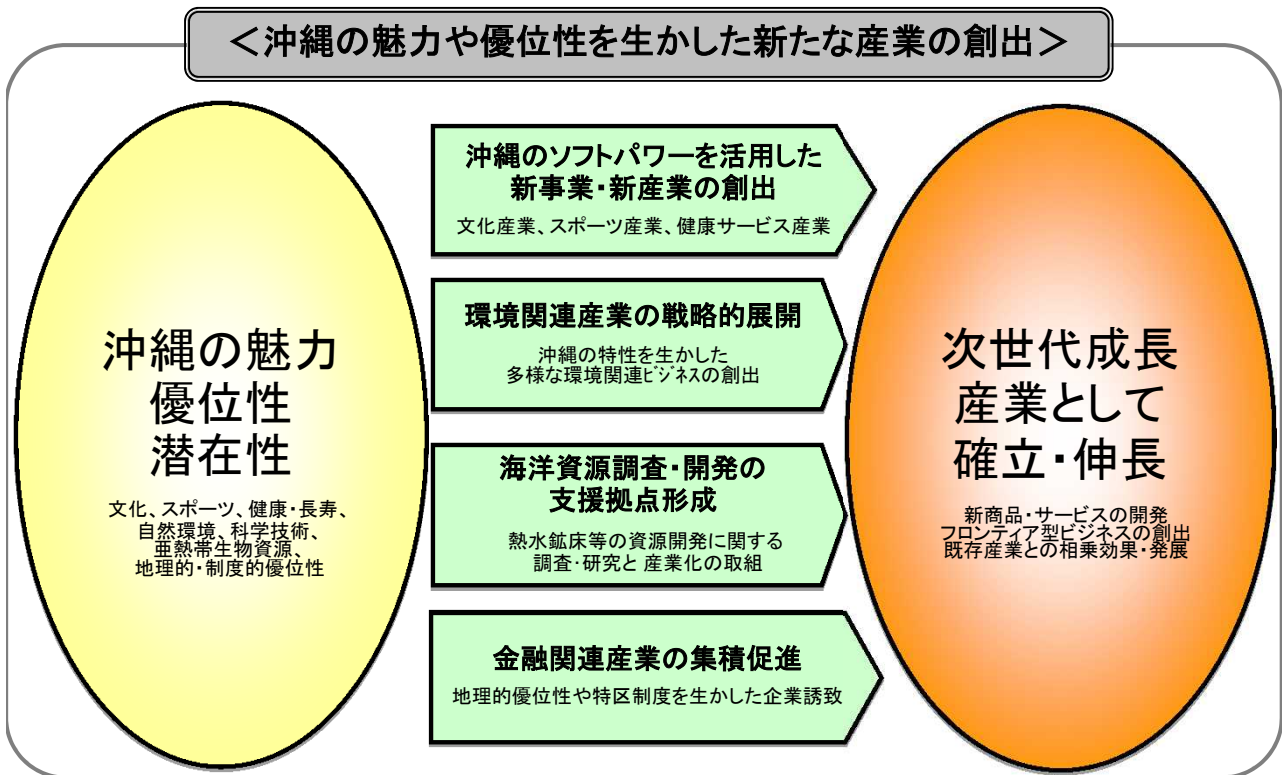 ＜沖縄の魅力や優位性を生かした新たな産業の創出＞
沖縄の魅力
優位性
潜在性
文化、スポーツ、健康・長寿、
自然環境、科学技術、
亜熱帯生物資源、
地理的・制度的優位性
沖縄のソフトパワーを活用した
新事業・新産業の創出
文化産業、スポーツ産業、健康サービス産業
環境関連産業の戦略的展開
沖縄の特性を生かした
多様な環境関連ﾋﾞｼﾞﾈｽの創出
海洋資源調査・開発の
支援拠点形成
熱水鉱床等の資源開発に関する
調査・研究と 産業化の取組
金融関連産業の集積促進
地理的優位性や特区制度を生かした企業誘致
次世代成長
産業として
確立・伸長
新商品・サービスの開発
フロンティア型ビジネスの創出
既存産業との相乗効果・発展